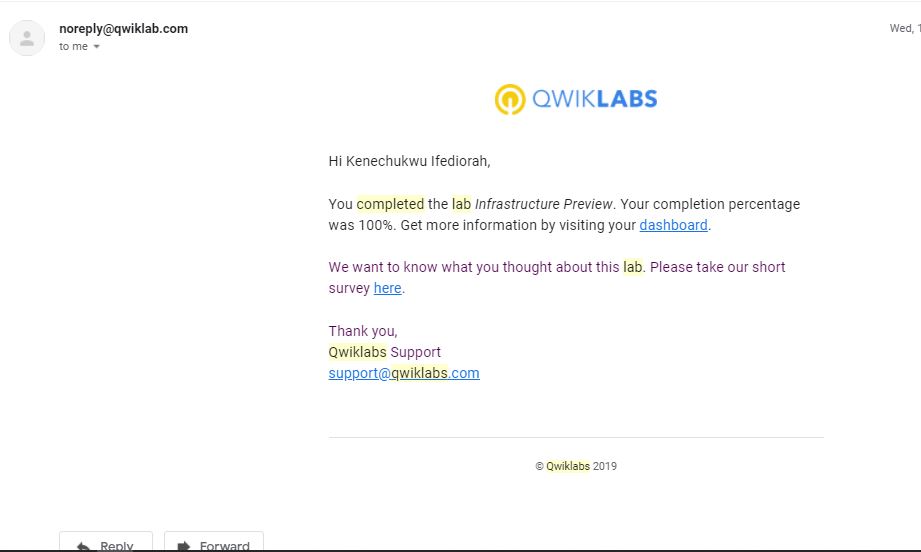 noreply@qwiklab.com
Wed, 1
to me
QWIKLABS
Hi Kenechukwu Ifediorah,
You completed the lab Infrastructure Preview. Your completion percentage
was 100%. Get more information by visiting your dashboard.
We want to know what you thought about this lab. Please take our short
survey here.
Thank you,
Qwiklabs Support
support@qwiklabs.com
© Qwiklabs 2019
Reply
Forward